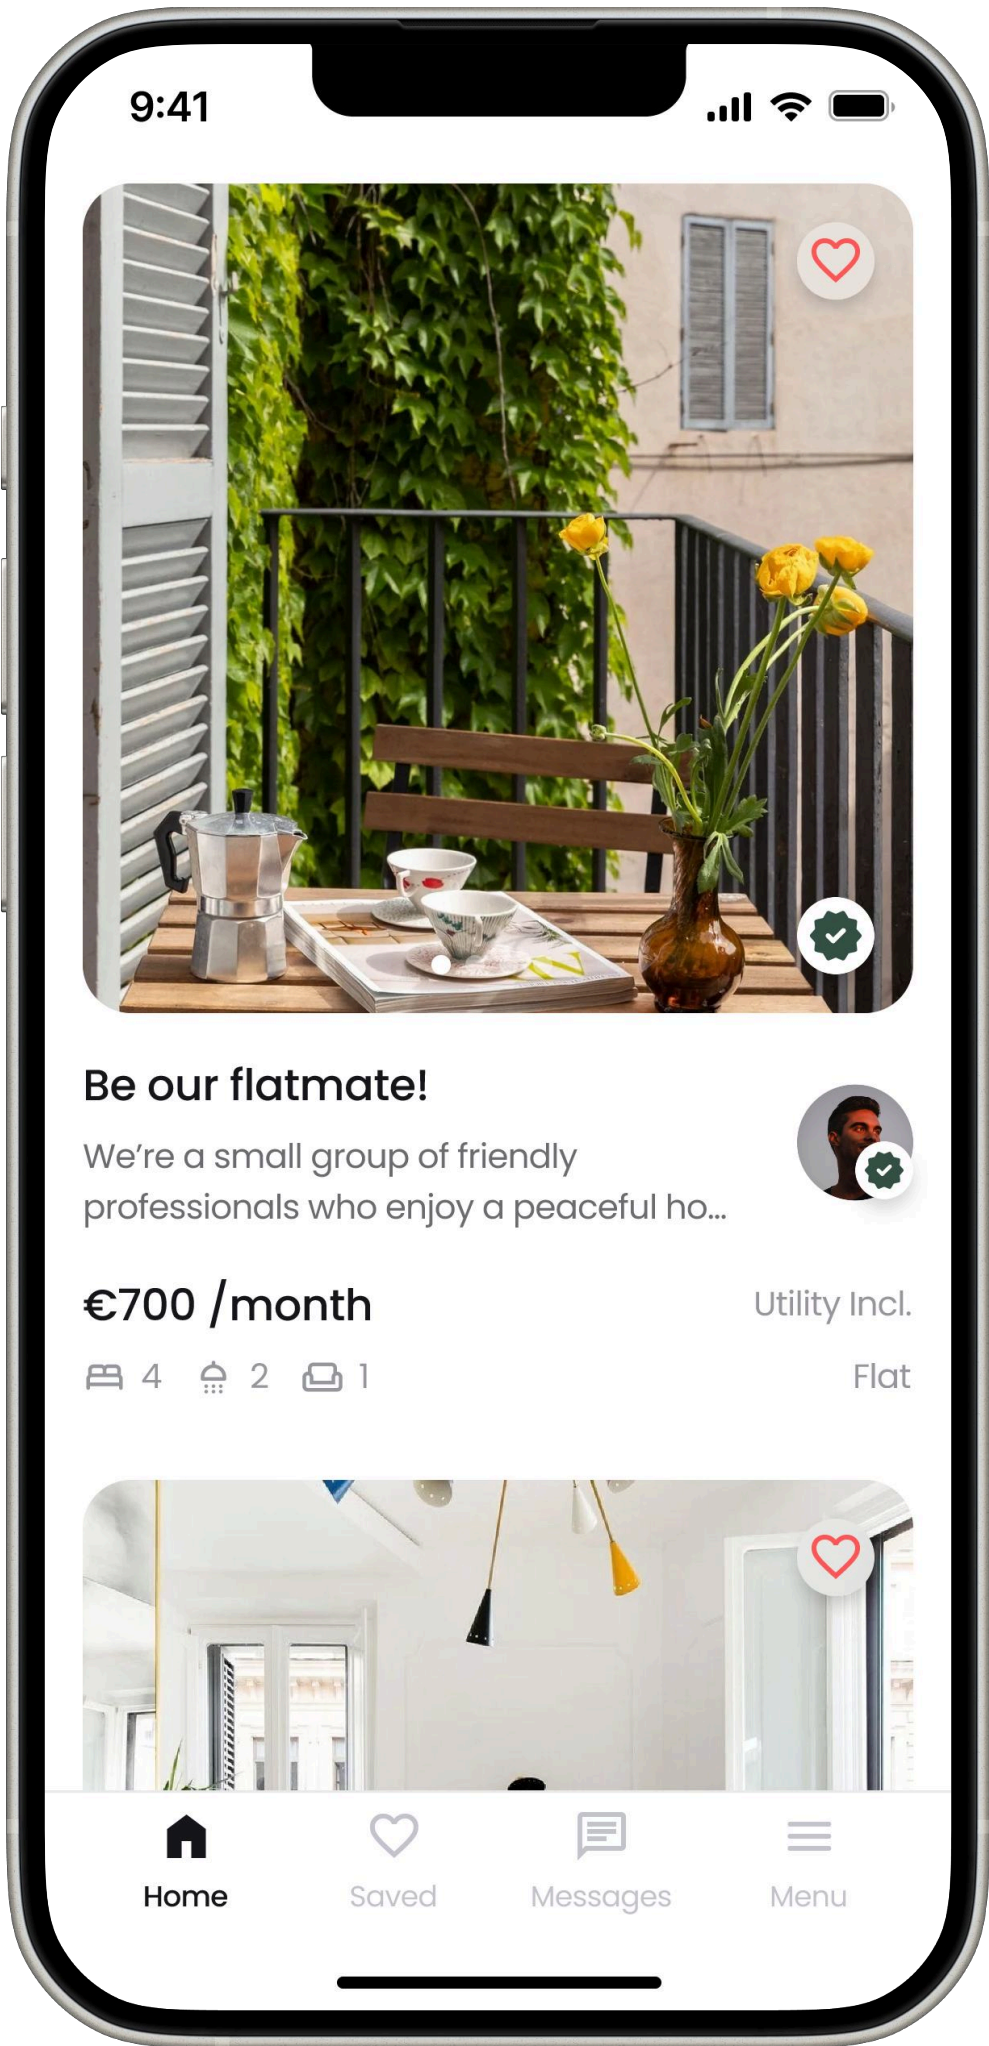 9:41
Be our flatmate!
We’re a small group of friendly
professionals who enjoy a peaceful ho...
€700 /month
Utility Incl.
4 2 1
Flat
Home Saved Messages Menu